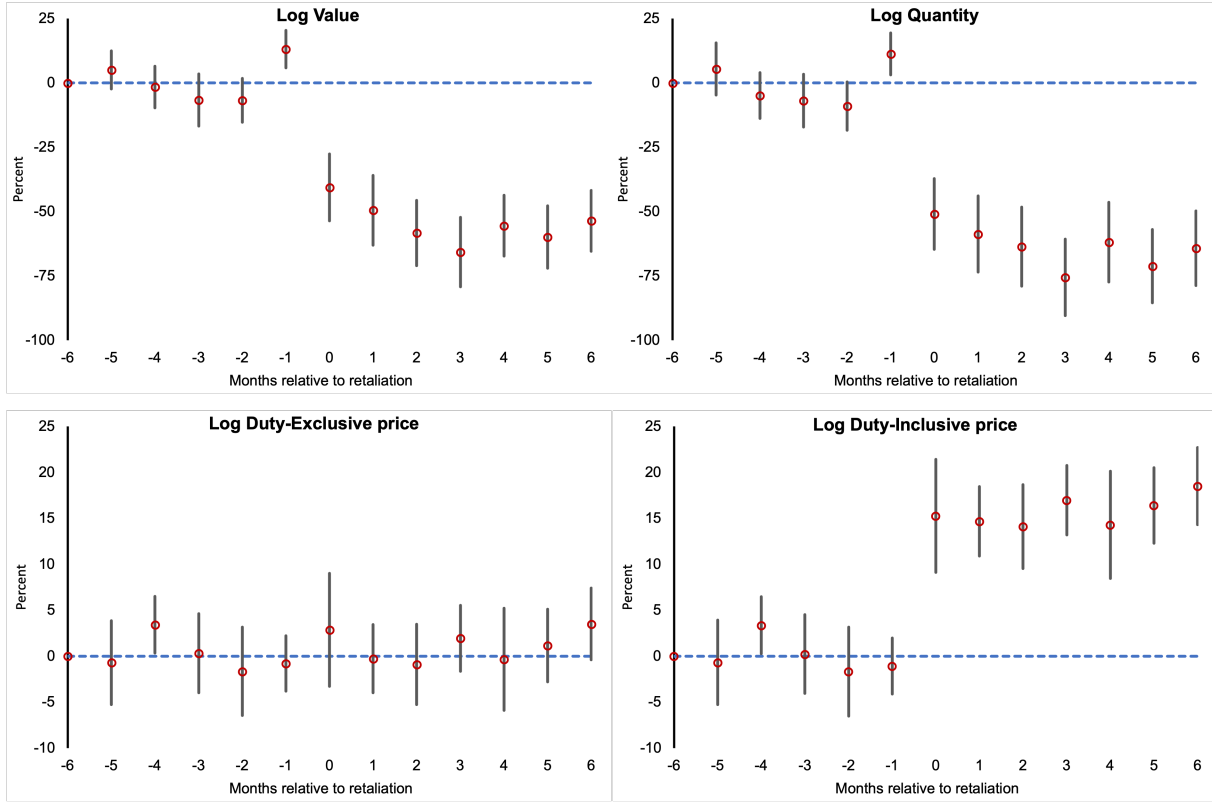 Log Value
25
0
-25
-50
-75
-100
Percent
-6 -5 -4 -3 -2 -1 0 1 2 3 4 5 6
Months relative to retaliation
Log Quantity
25
0
-25
-50
-75
-100
Percent
-6 -5 -4 -3 -2 -1 0 1 2 3 4 5 6
Months relative to retaliation
Log Duty-Exclusive price
25
20
15
10
5
0
-5
-10
Percent
-6 -5 -4 -3 -2 -1 0 1 2 3 4 5 6
Months relative to retaliation
Log Duty-Inclusive price
25
20
15
10
5
0
-5
-10
Percent
-6 -5 -4 -3 -2 -1 0 1 2 3 4 5 6
Months relative to retaliation